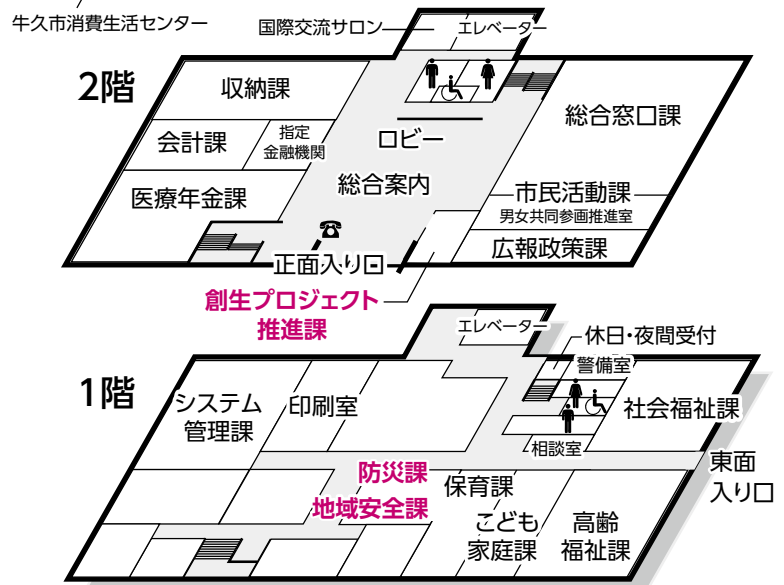 牛久市消費生活センター
国際交流サロン
エレベーター
2階
収納課
総合窓口課
会計課
指定
金融機関
ロビー
総合案内
医療年金課
市民活動課
男女共同参画推進室
広報政策課
正面入り口
創生プロジェクト
推進課
エレベーター
休日・夜間受付
警備室
1階
システム
管理課
印刷室
社会福祉課
相談室
東面
入り口
防災課
地域安全課
保育課
こども
家庭課
高齢
福祉課